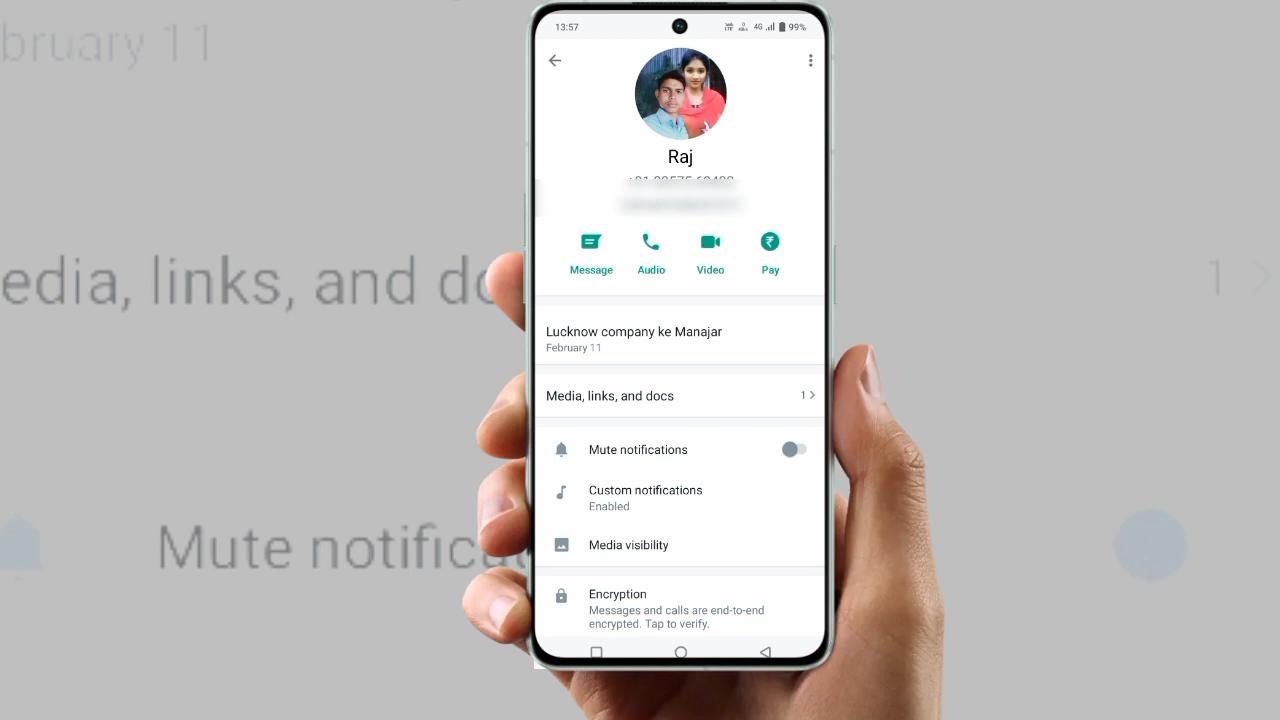 bruary 11
edia, links, and do
1
Mute notifica
13:57
4G
99%
Raj
Message
Audio
Video
Pay
Lucknow company ke Manajar
February 11
Media, links, and docs
1
Mute notifications
Custom notifications
Enabled
Media visibility
Encryption
Messages and calls are end-to-end
encrypted. Tap to verify.